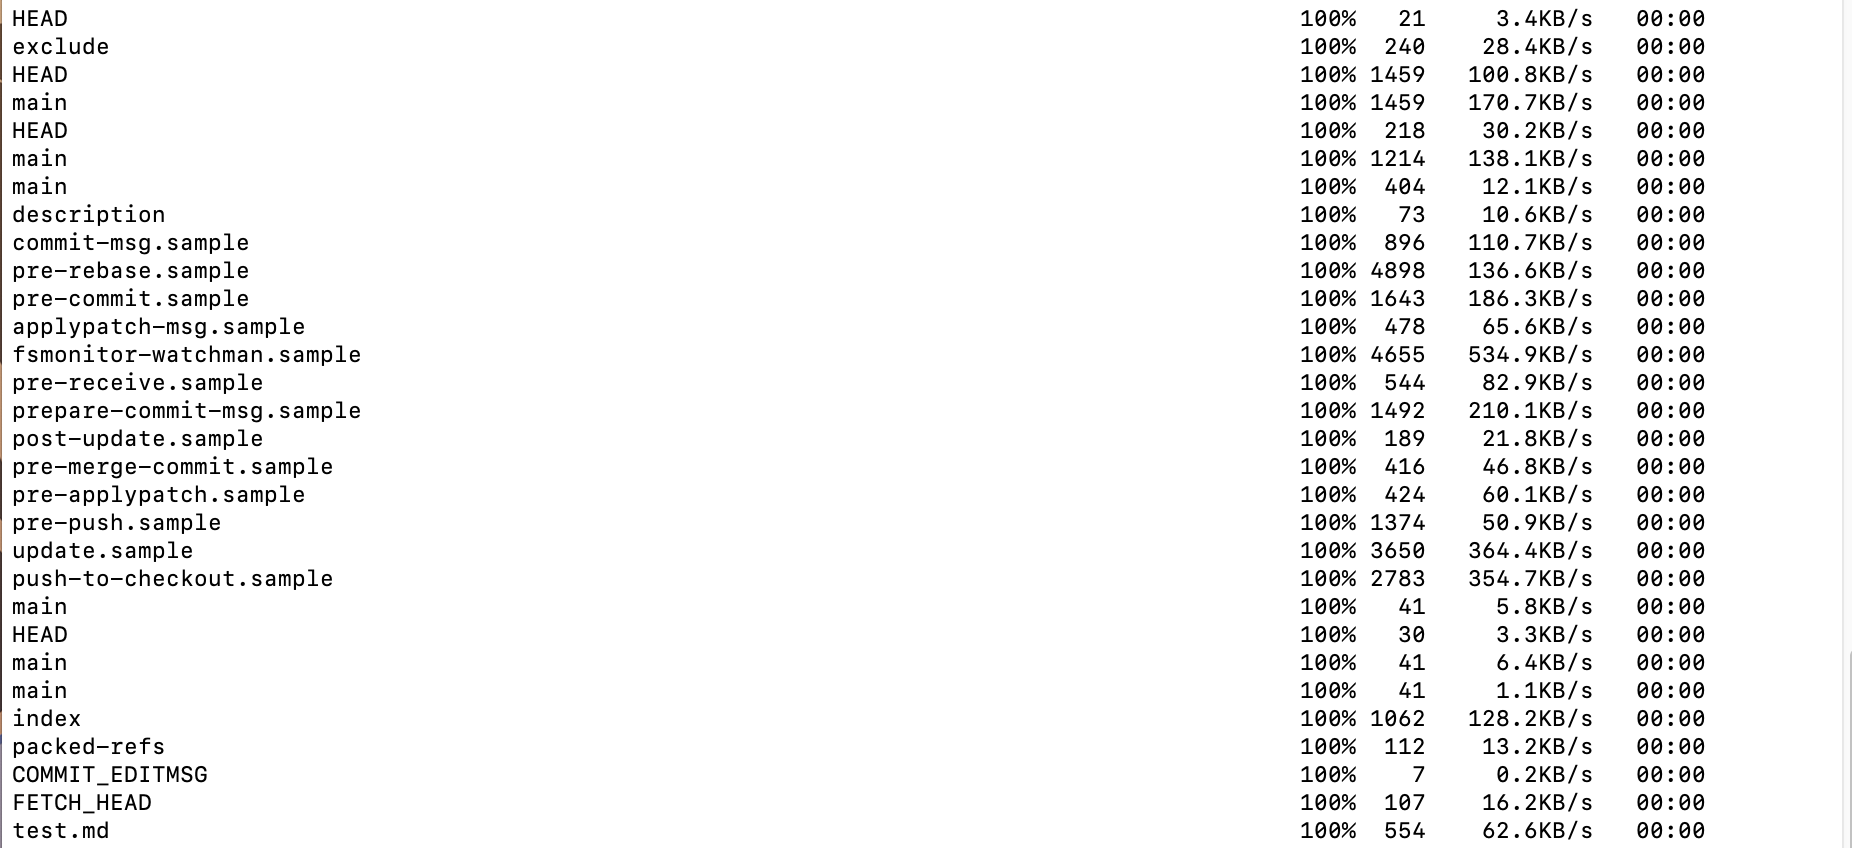 HEAD 100% 21 3.4KB/s 00:00
exclude 100% 240 28.4KB/s 00:00
HEAD 100% 1459 100.8KB/s 00:00
main 100% 1459 170.7KB/s 00:00
HEAD 100% 218 30.2KB/s 00:00
main 100% 1214 138.1KB/s 00:00
main 100% 404 12.1KB/s 00:00
description 100% 73 10.6KB/s 00:00
commit-msg.sample 100% 896 110.7KB/s 00:00
pre-rebase.sample 100% 4898 136.6KB/s 00:00
pre-commit.sample 100% 1643 186.3KB/s 00:00
applypatch-msg.sample 100% 478 65.6KB/s 00:00
fsmonitor-watchman.sample 100% 4655 534.9KB/s 00:00
pre-receive.sample 100% 544 82.9KB/s 00:00
prepare-commit-msg.sample 100% 1492 210.1KB/s 00:00
post-update.sample 100% 189 21.8KB/s 00:00
pre-merge-commit.sample 100% 416 46.8KB/s 00:00
pre-applypatch.sample 100% 424 60.1KB/s 00:00
pre-push.sample 100% 1374 50.9KB/s 00:00
update.sample 100% 3650 364.4KB/s 00:00
push-to-checkout.sample 100% 2783 354.7KB/s 00:00
main 100% 41 5.8KB/s 00:00
HEAD 100% 30 3.3KB/s 00:00
main 100% 41 6.4KB/s 00:00
main 100% 41 1.1KB/s 00:00
index 100% 1062 128.2KB/s 00:00
packed-refs 100% 112 13.2KB/s 00:00
COMMIT_EDITMSG 100% 7 0.2KB/s 00:00
FETCH_HEAD 100% 107 16.2KB/s 00:00
test.md 100% 554 62.6KB/s 00:00